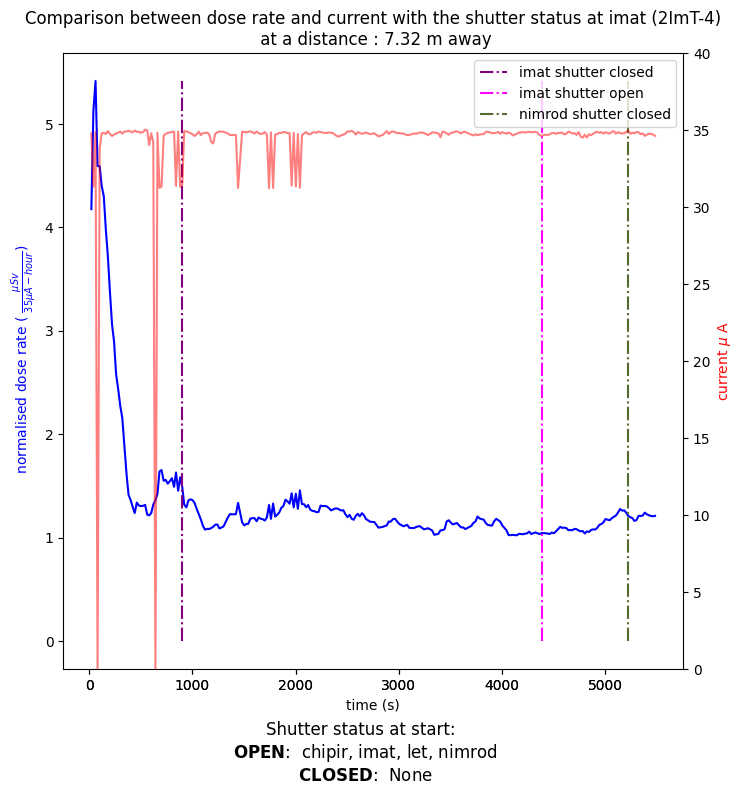 Comparison between dose rate and current with the shutter status at imat (2ImT-4)
at a distance : 7.32 m away
imat shutter closed
imat shutter open
nimrod shutter closed
normalised dose rate ( μSv / 35μA − hour )
current μ A
0 1 2 3 4 5
0 5 10 15 20 25 30 35 40
0 1000 2000 3000 4000 5000
time (s)
Shutter status at start:
OPEN: chipir, imat, let, nimrod
CLOSED: None